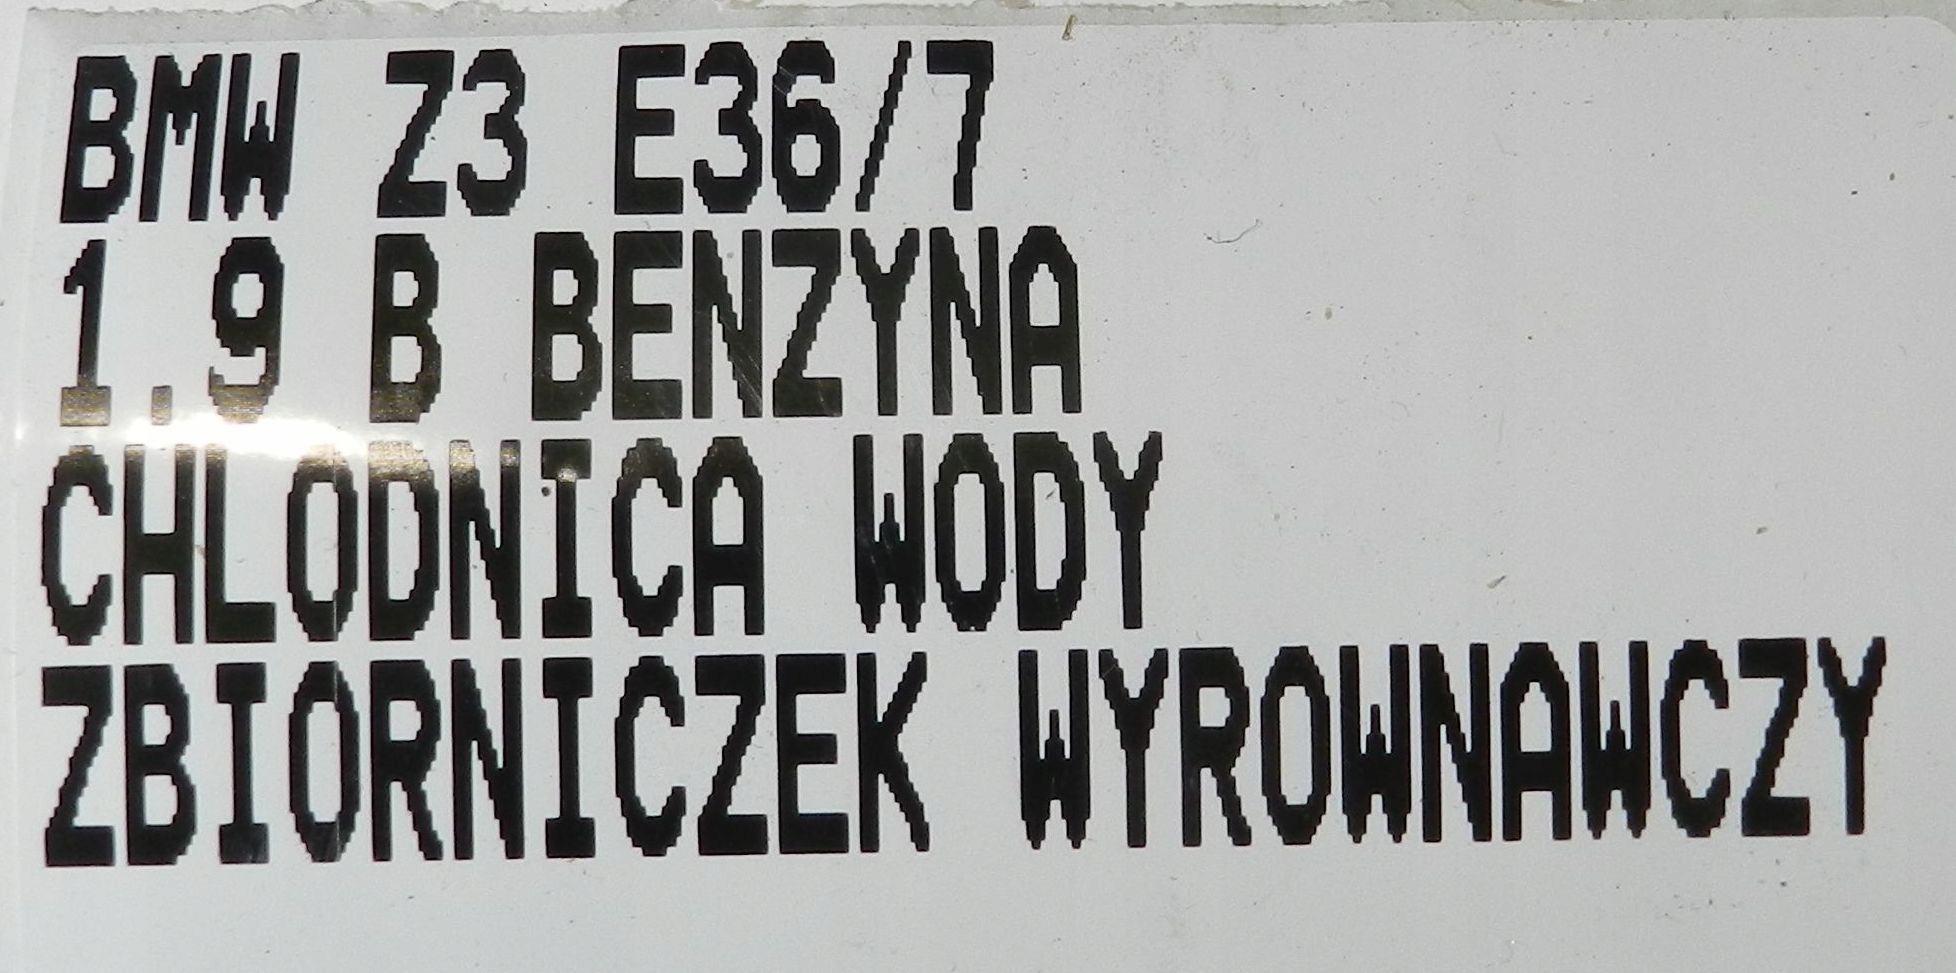 BMW Z3 E36/7
1.9 B BENZYNA
CHLODNICA WODY
ZBIORNICZEK WYROWNAWCZY